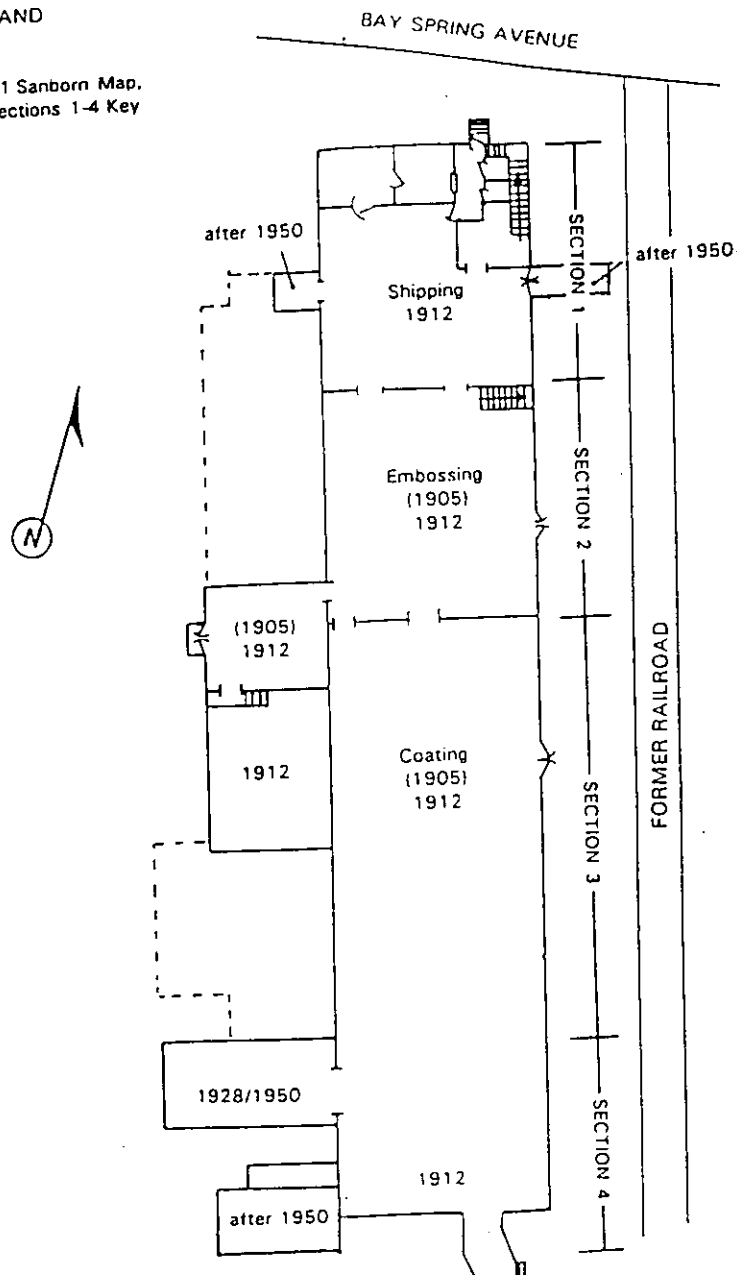 AND
BAY SPRING AVENUE
1 Sanborn Map,
ections 1-4 Key
after 1950
after 1950
SECTION 1
Shipping
1912
N
Embossing
(1905)
1912
SECTION 2
(1905)
1912
FORMER RAILROAD
1912
Coating
(1905)
1912
SECTION 3
1928/1950
SECTION 4
1912
after 1950